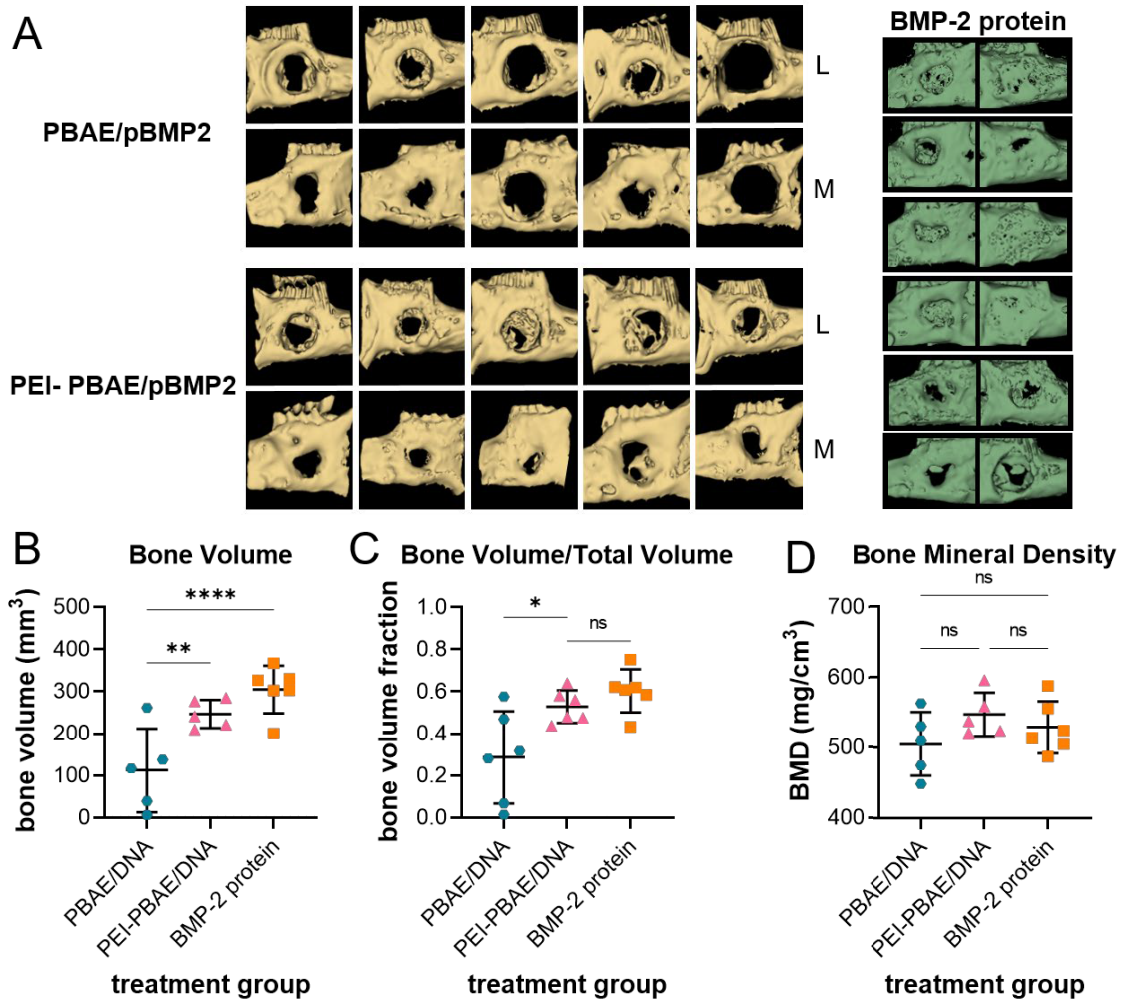 A
BMP-2 protein
PBAE/pBMP2
L
M
PEI- PBAE/pBMP2
L
M
B
Bone Volume
bone volume (mm³)
500
400
300
200
100
0
****
**
PBAE/DNA
PEI-PBAE/DNA
BMP-2 protein
treatment group
C
Bone Volume/Total Volume
bone volume fraction
1.0
0.8
0.6
0.4
0.2
0.0
*
ns
PBAE/DNA
PEI-PBAE/DNA
BMP-2 protein
treatment group
D
Bone Mineral Density
BMD (mg/cm³)
700
600
500
400
ns
ns
ns
PBAE/DNA
PEI-PBAE/DNA
BMP-2 protein
treatment group